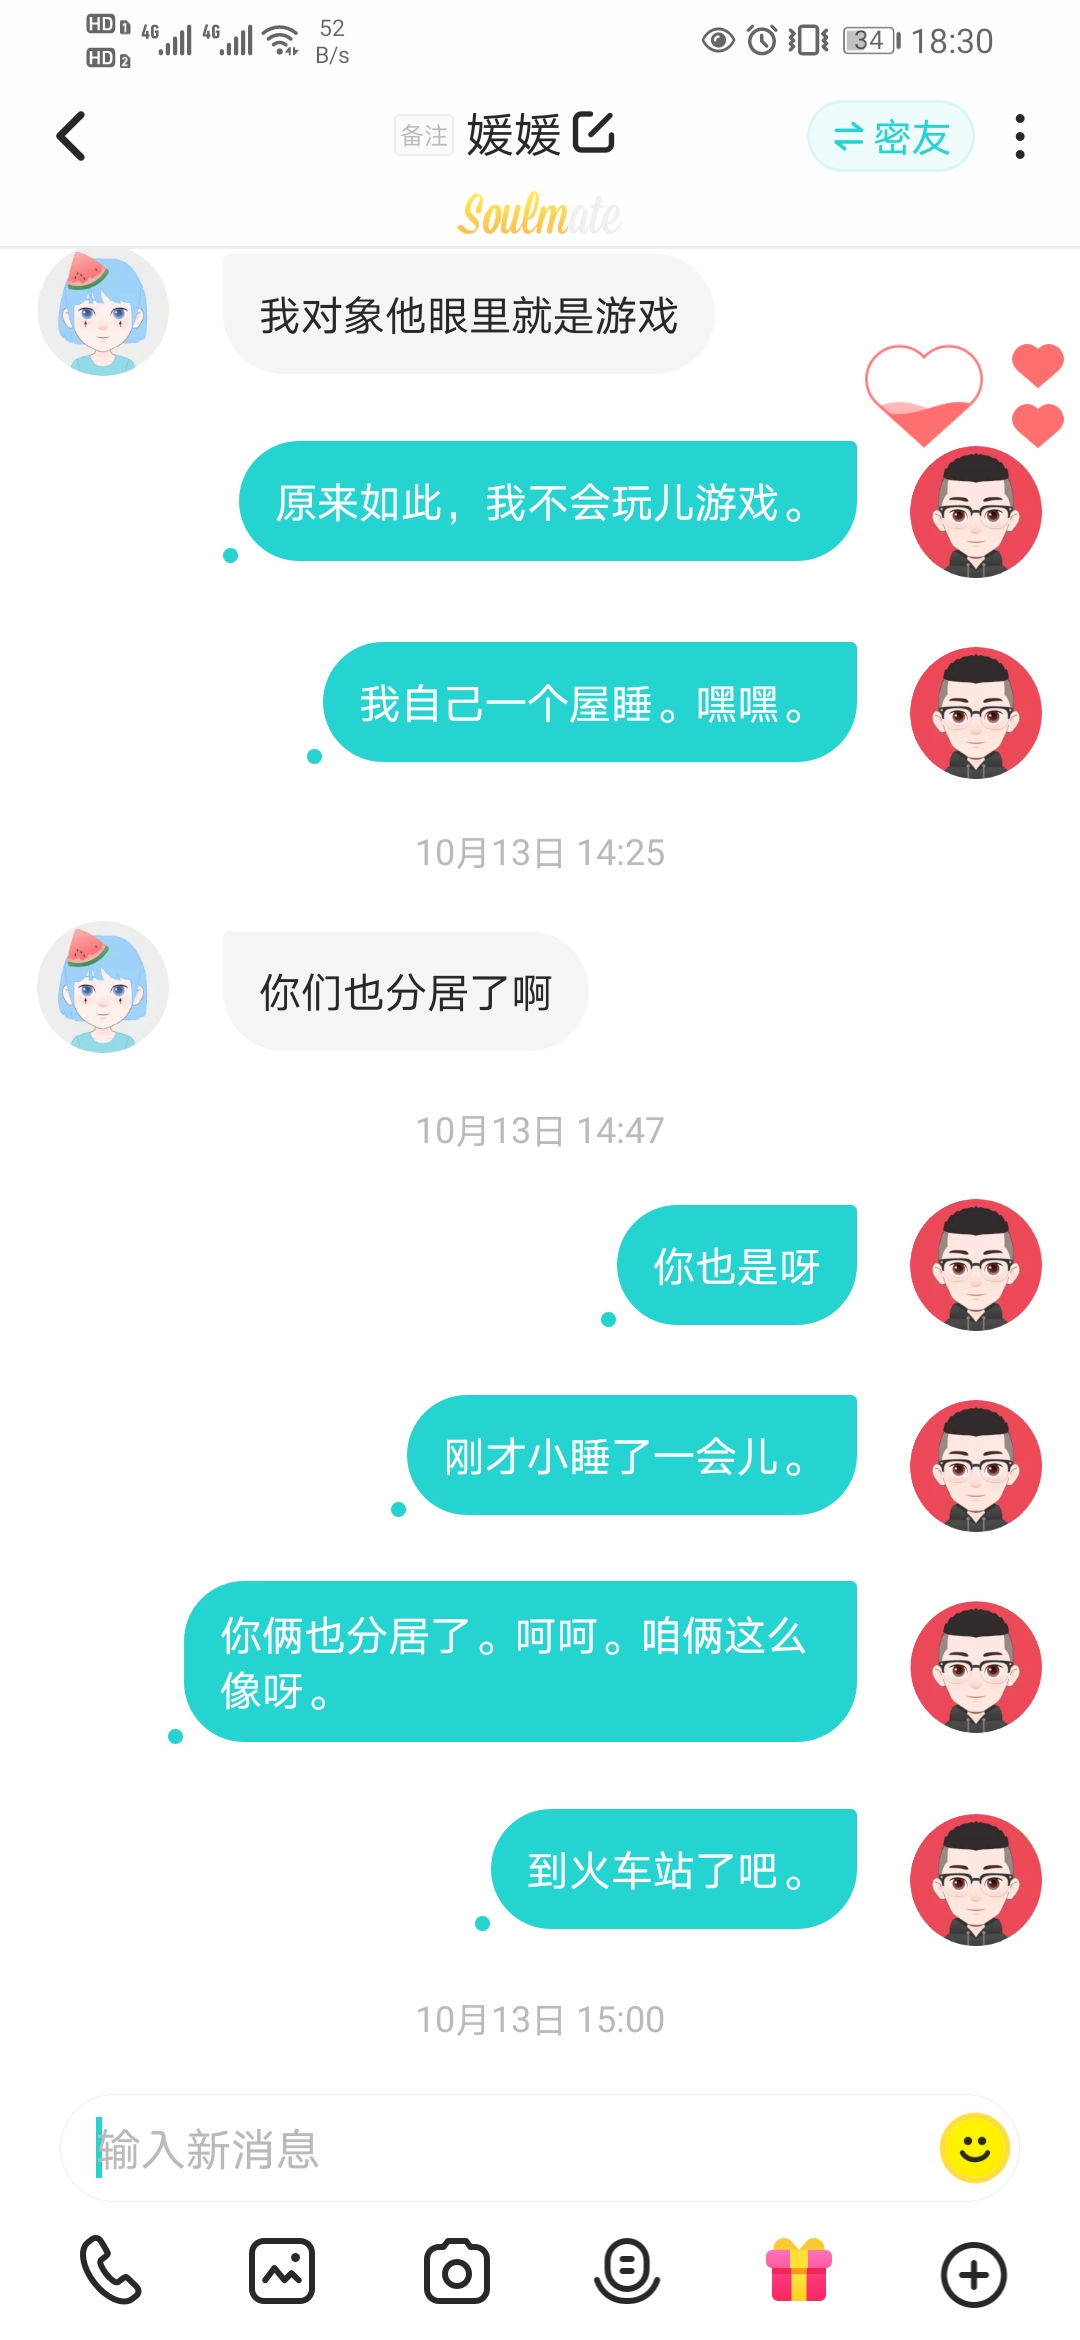 HD 1 4G 4G 52
HD 2 B/s
34 18:30
备注 媛媛 密友
Soulmate
我对象他眼里就是游戏
原来如此，我不会玩儿游戏。
我自己一个屋睡。嘿嘿。
10月13日 14:25
你们也分居了啊
10月13日 14:47
你也是呀
刚才小睡了一会儿。
你俩也分居了。呵呵。咱俩这么
像呀。
到火车站了吧。
10月13日 15:00
输入新消息